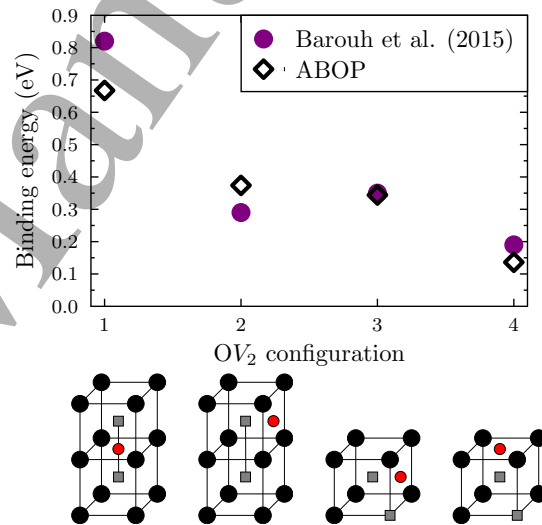 0.9
0.8
0.7
0.6
0.5
0.4
0.3
0.2
0.1
0.0
Binding energy (eV)
Barouh et al. (2015)
ABOP
1 2 3 4
OV₂ configuration